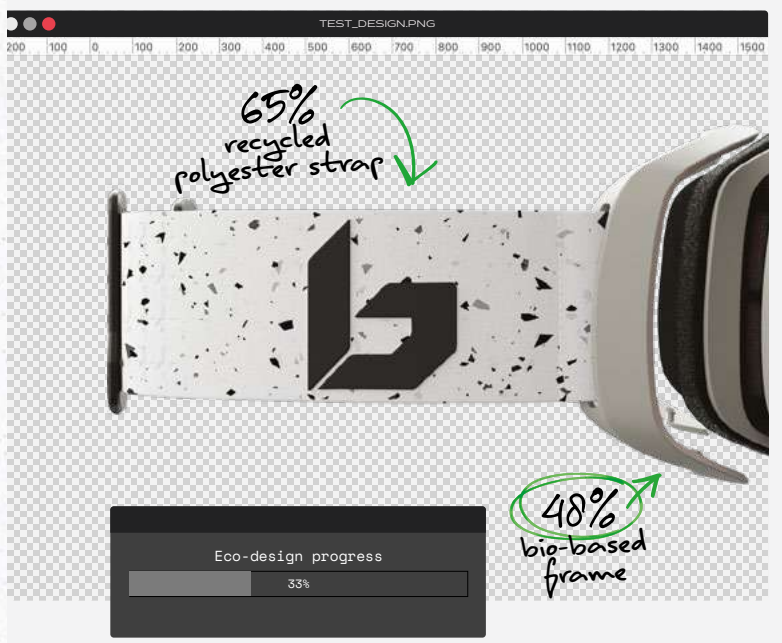 TEST_DESIGN.PNG
200 100 0 100 200 300 400 500 600 700 800 900 1000 1100 1200 1300 1400 1500
65%
recycled
polyester strap
48%
bio-based
frame
Eco-design progress
33%